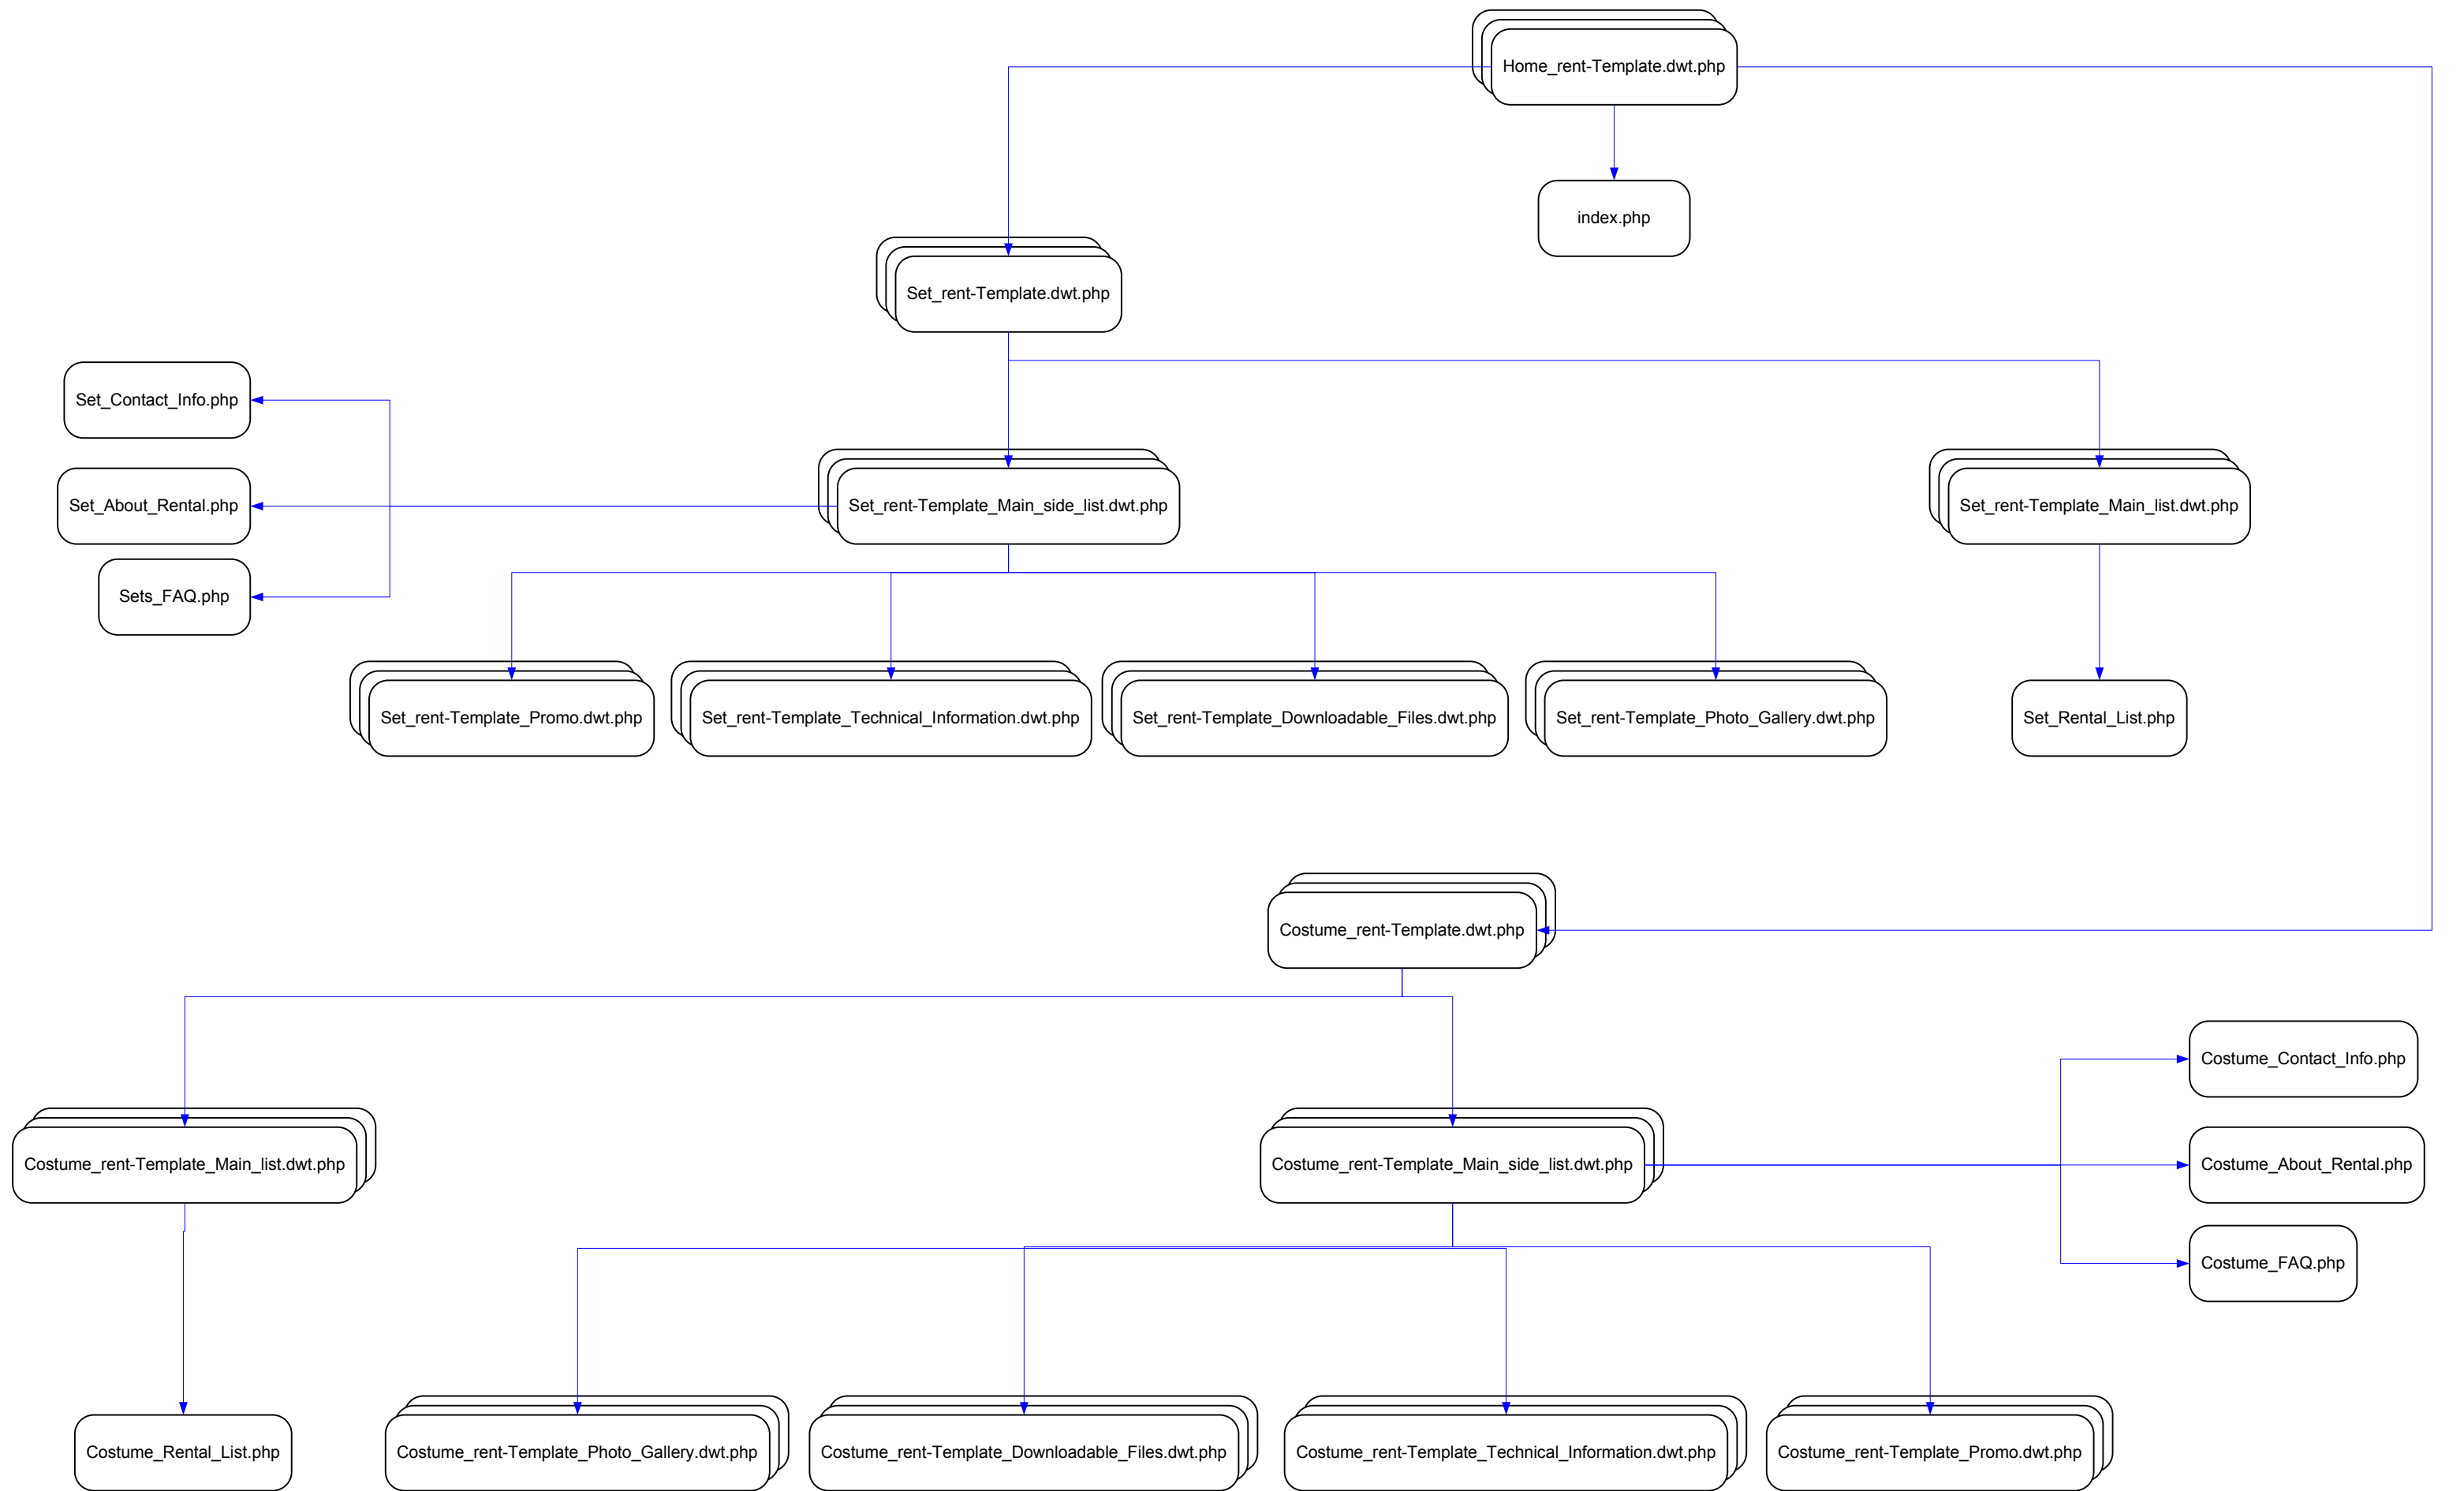 Home_rent-Template.dwt.php
index.php
Set_rent-Template.dwt.php
Set_Contact_Info.php
Set_About_Rental.php
Sets_FAQ.php
Set_rent-Template_Main_side_list.dwt.php
Set_rent-Template_Main_list.dwt.php
Set_rent-Template_Promo.dwt.php
Set_rent-Template_Technical_Information.dwt.php
Set_rent-Template_Downloadable_Files.dwt.php
Set_rent-Template_Photo_Gallery.dwt.php
Set_Rental_List.php
Costume_rent-Template.dwt.php
Costume_rent-Template_Main_list.dwt.php
Costume_rent-Template_Main_side_list.dwt.php
Costume_Contact_Info.php
Costume_About_Rental.php
Costume_FAQ.php
Costume_Rental_List.php
Costume_rent-Template_Photo_Gallery.dwt.php
Costume_rent-Template_Downloadable_Files.dwt.php
Costume_rent-Template_Technical_Information.dwt.php
Costume_rent-Template_Promo.dwt.php